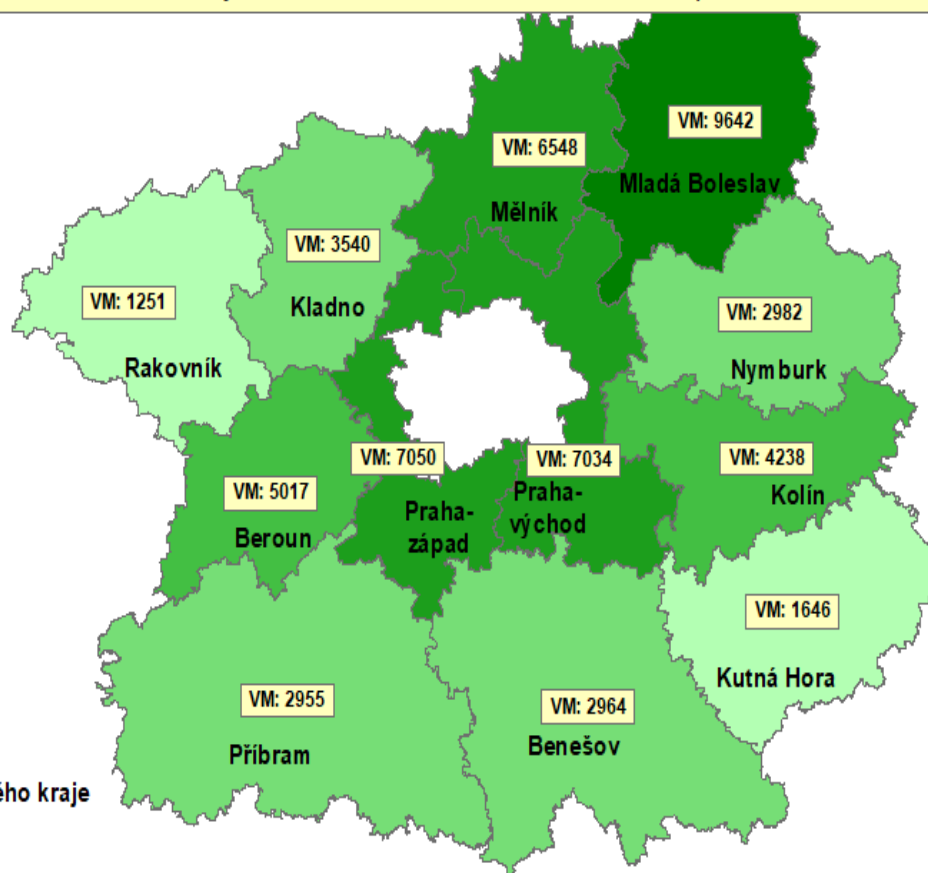 VM: 9642
Mladá Boleslav
VM: 6548
Mělník
VM: 3540
Kladno
VM: 1251
Rakovník
VM: 2982
Nymburk
VM: 7050
Praha-
západ
VM: 7034
Praha-
východ
VM: 4238
Kolín
VM: 5017
Beroun
VM: 1646
Kutná Hora
VM: 2955
Příbram
VM: 2964
Benešov
kraje